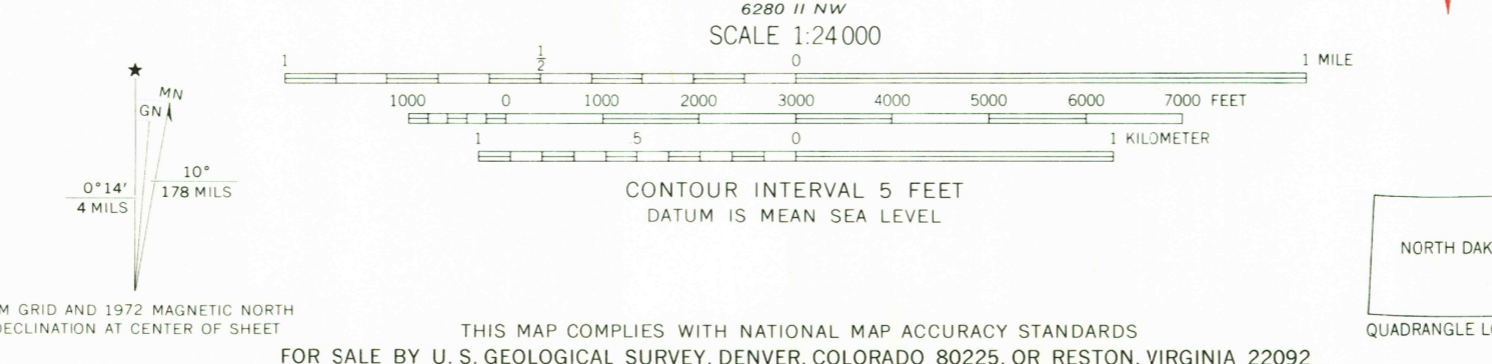 6280 II NW
SCALE 1:24 000
1 1/2 0 1 MILE
1000 0 1000 2000 3000 4000 5000 6000 7000 FEET
1 .5 0 1 KILOMETER
CONTOUR INTERVAL 5 FEET
DATUM IS MEAN SEA LEVEL
★
MN
GN
0°14'
4 MILS
10°
178 MILS
M GRID AND 1972 MAGNETIC NORTH
DECLINATION AT CENTER OF SHEET
NORTH DAK
QUADRANGLE LO
THIS MAP COMPLIES WITH NATIONAL MAP ACCURACY STANDARDS
FOR SALE BY U. S. GEOLOGICAL SURVEY, DENVER, COLORADO 80225, OR RESTON, VIRGINIA 22092